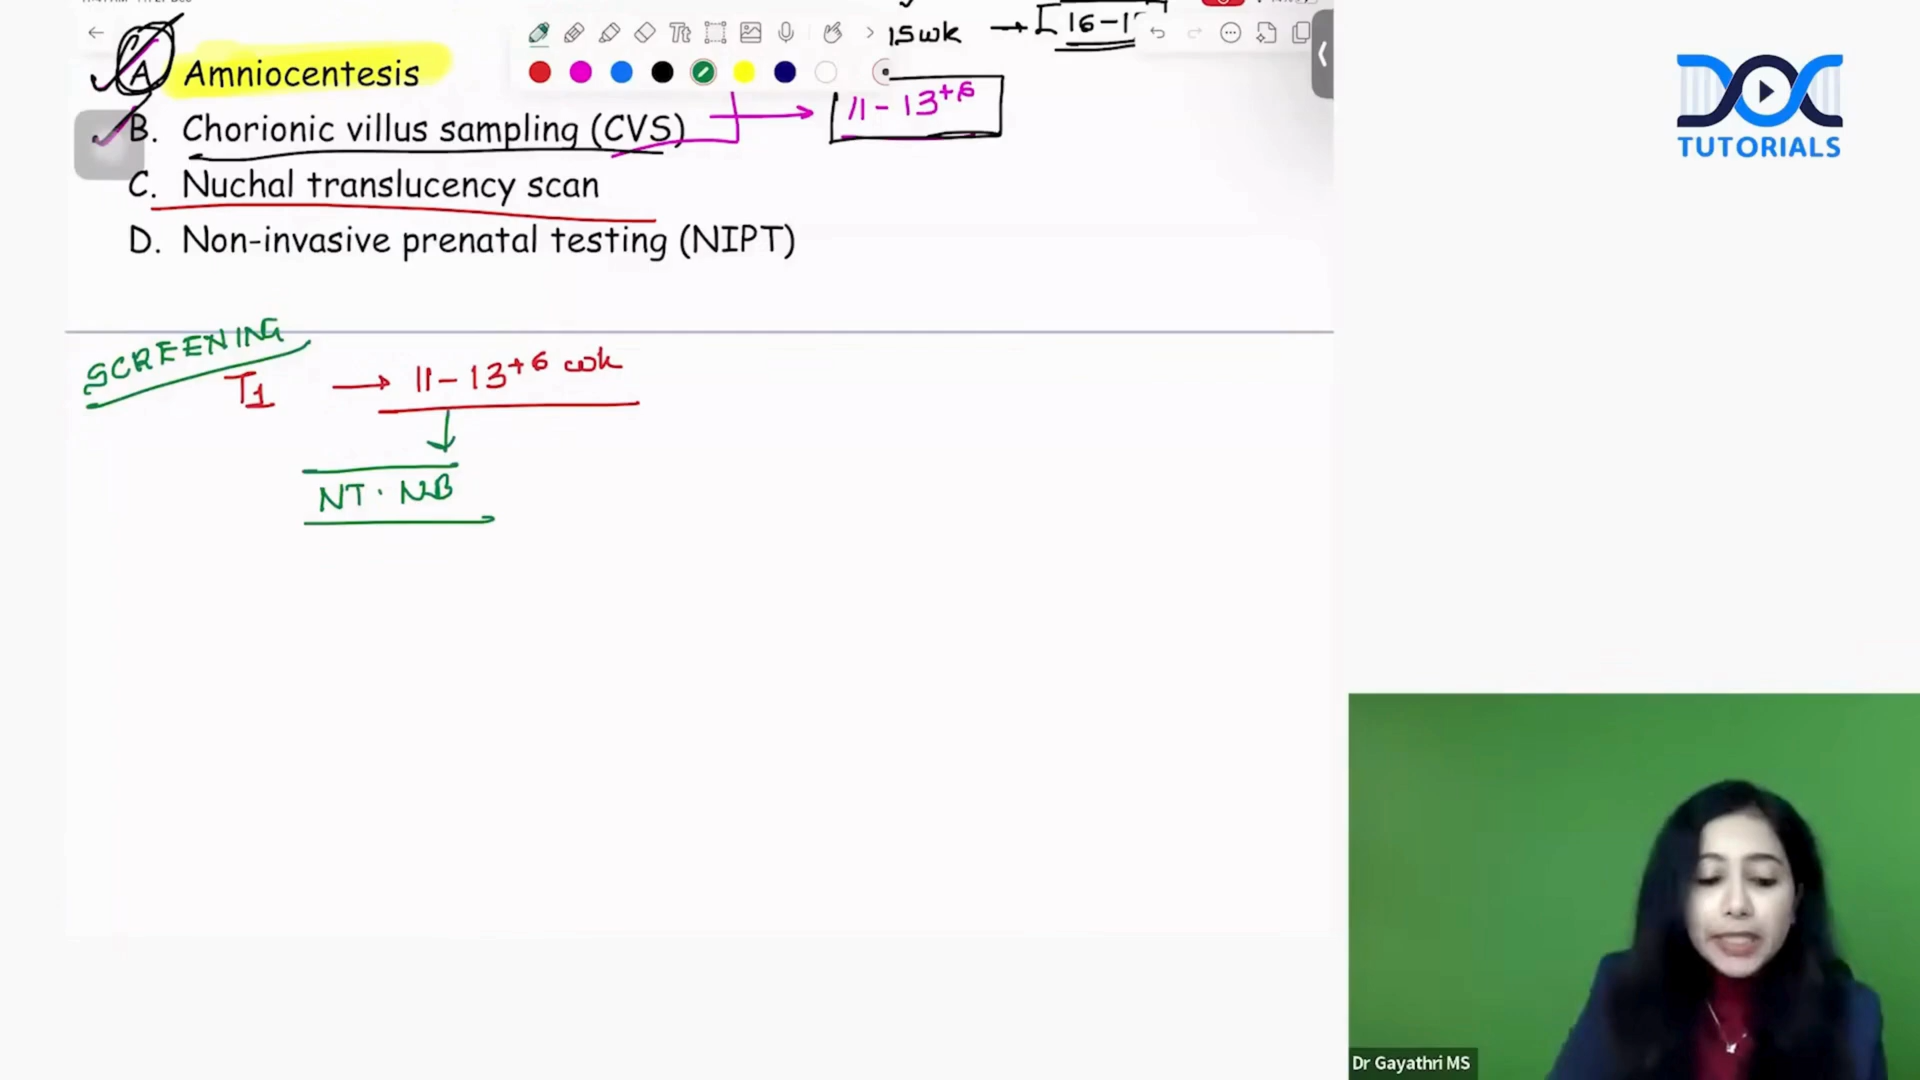 15wk → 16-1
A. Amniocentesis
B. Chorionic villus sampling (CVS) → 11-13+6
C. Nuchal translucency scan
D. Non-invasive prenatal testing (NIPT)
SCREENING
T1 → 11-13+6 wk
NT. NB
Tt
TUTORIALS
Dr Gayathri MS